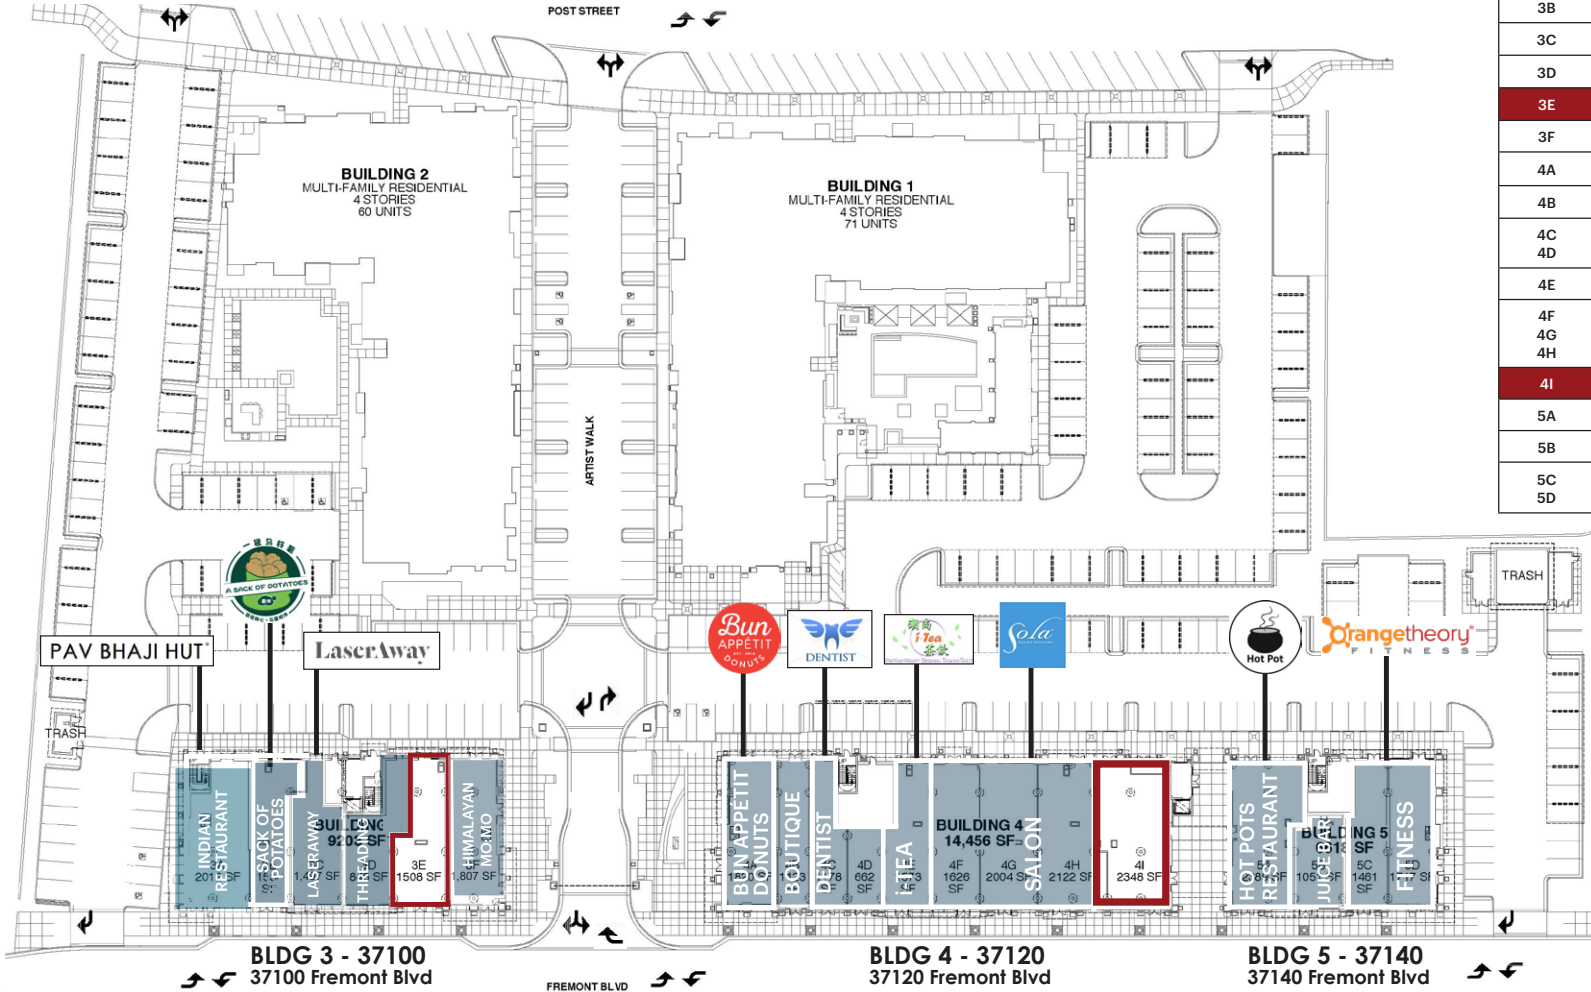 POST STREET
3B
3C
3D
3E
3F
4A
4B
4C
4D
4E
4F
4G
4H
4I
5A
5B
5C
5D
BUILDING 2
MULTI-FAMILY RESIDENTIAL
4 STORIES
60 UNITS
BUILDING 1
MULTI-FAMILY RESIDENTIAL
4 STORIES
71 UNITS
ARTIST WALK
TRASH
A SACK OF POTATOES
PAV BHAJI HUT
LaserAway
Bun
APPÉTIT
DONUTS
DENTIST
i Tea
茶飲
Sola
Hot Pot
Orangetheory®
FITNESS
TRASH
INDIAN
RESTAURANT
SACK OF
POTATOES
LASERAWAY
THREADING
BUILDING
3E
1508 SF
HIMALAYAN
MOMO
1,807 SF
BUN APPETIT
DONUTS
BOUTIQUE
DENTIST
4D
662
SF
ITEA
BUILDING 4
14,456 SF
4F
1626
SF
4G
2004 SF
SALON
4H
2122 SF
4I
2348 SF
HOT POTS
RESTAURANT
JUICE BAR
BUILDING 5
5C
1461
SF
FITNESS
BLDG 3 - 37100
37100 Fremont Blvd
BLDG 4 - 37120
37120 Fremont Blvd
BLDG 5 - 37140
37140 Fremont Blvd
FREMONT BLVD